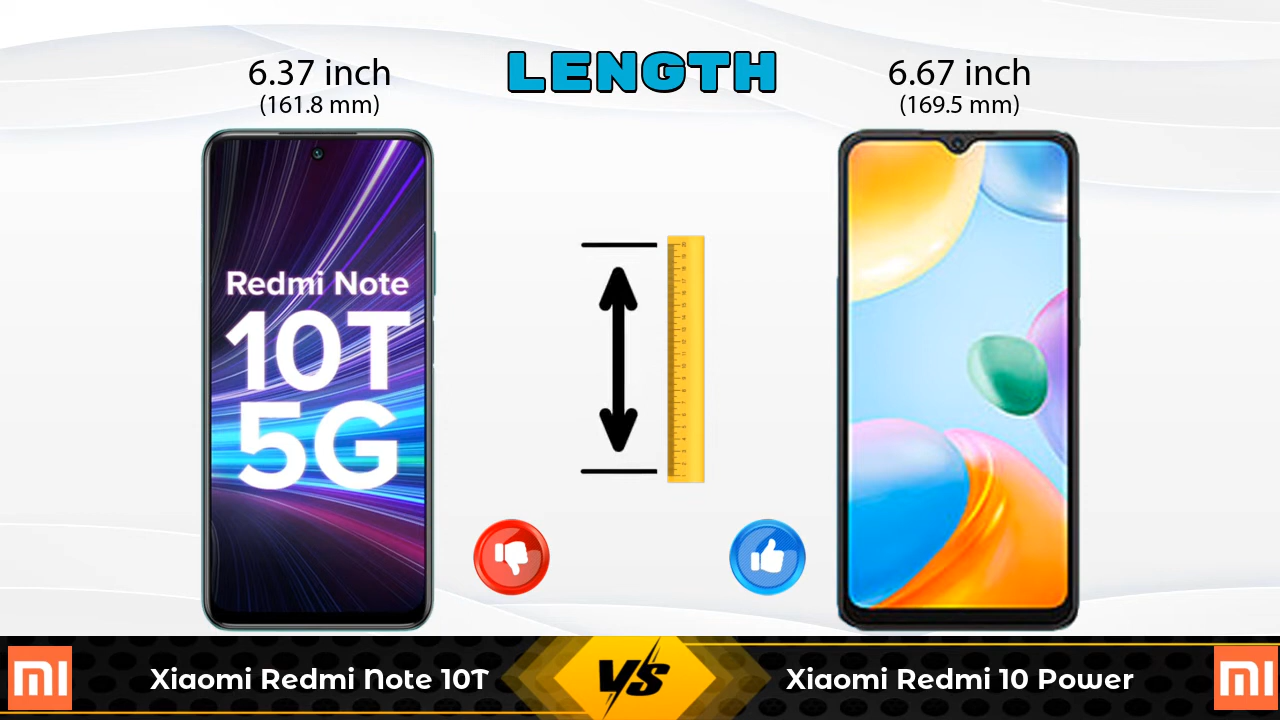 LENGTH
6.37 inch
(161.8 mm)
6.67 inch
(169.5 mm)
Redmi Note
10T
5G
mi
Xiaomi Redmi Note 10T
VS
Xiaomi Redmi 10 Power
mi